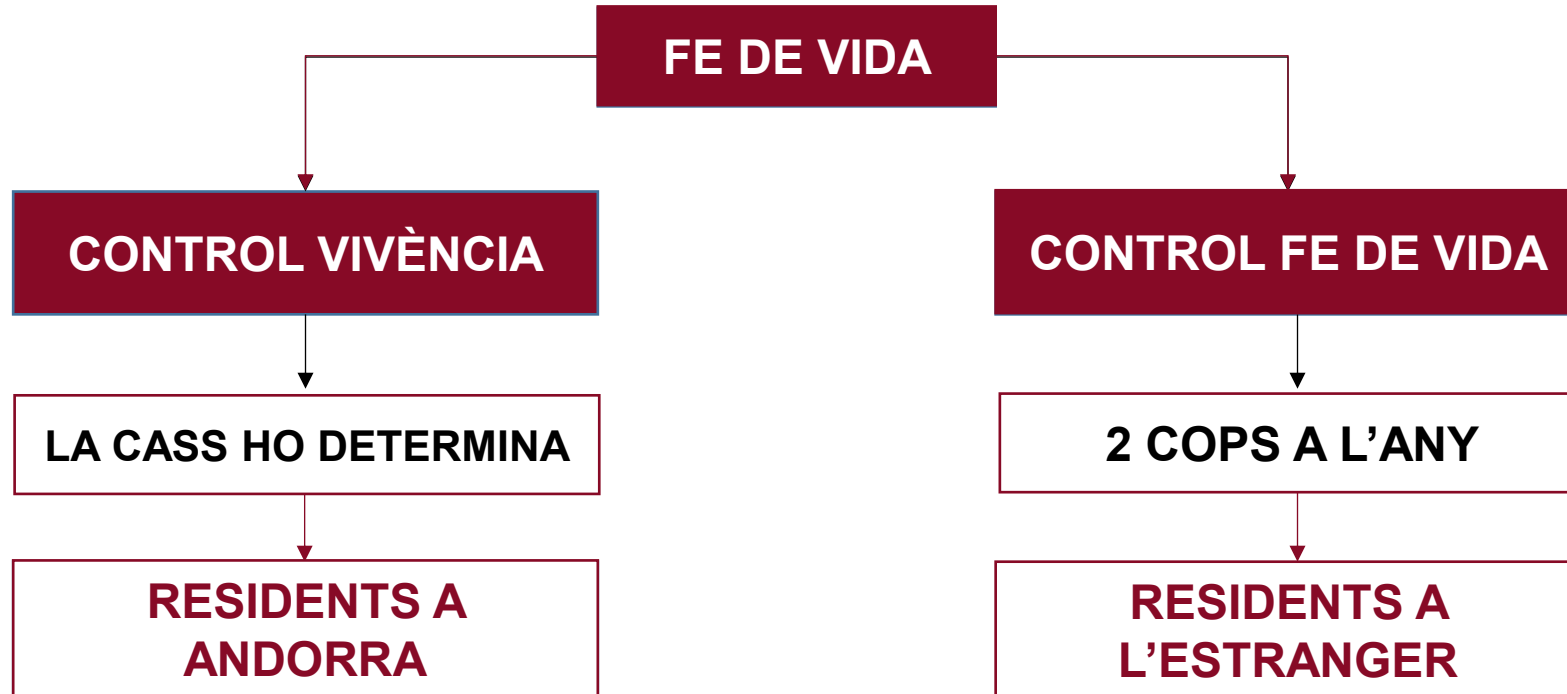 FE DE VIDA
CONTROL VIVÈNCIA
CONTROL FE DE VIDA
LA CASS HO DETERMINA
2 COPS A L’ANY
RESIDENTS A
ANDORRA
RESIDENTS A
L’ESTRANGER